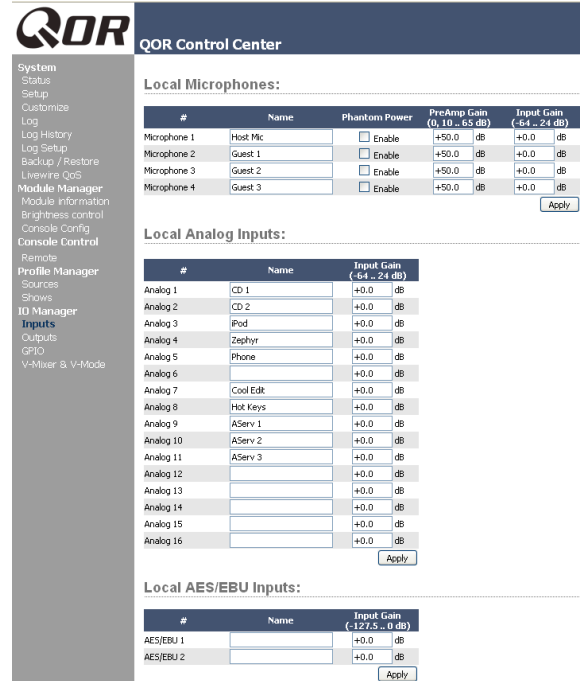 QOR
QOR Control Center
System
Status
Setup
Customize
Log
Log History
Log Setup
Backup / Restore
Livewire QoS
Module Manager
Module information
Brightness control
Console Config
Console Control
Remote
Profile Manager
Sources
Shows
IO Manager
Inputs
Outputs
GPIO
V-Mixer & V-Mode
Local Microphones:
# Name Phantom Power PreAmp Gain (0, 10 .. 65 dB) Input Gain (-64 .. 24 dB)
Microphone 1 Host Mic Enable +50.0 dB +0.0 dB
Microphone 2 Guest 1 Enable +50.0 dB +0.0 dB
Microphone 3 Guest 2 Enable +50.0 dB +0.0 dB
Microphone 4 Guest 3 Enable +50.0 dB +0.0 dB
Apply
Local Analog Inputs:
# Name Input Gain (-64 .. 24 dB)
Analog 1 CD 1 +0.0 dB
Analog 2 CD 2 +0.0 dB
Analog 3 iPod +0.0 dB
Analog 4 Zephyr +0.0 dB
Analog 5 Phone +0.0 dB
Analog 6 +0.0 dB
Analog 7 Cool Edit +0.0 dB
Analog 8 Hot Keys +0.0 dB
Analog 9 AServ 1 +0.0 dB
Analog 10 AServ 2 +0.0 dB
Analog 11 AServ 3 +0.0 dB
Analog 12 +0.0 dB
Analog 13 +0.0 dB
Analog 14 +0.0 dB
Analog 15 +0.0 dB
Analog 16 +0.0 dB
Apply
Local AES/EBU Inputs:
# Name Input Gain (-127.5 .. 0 dB)
AES/EBU 1 +0.0 dB
AES/EBU 2 +0.0 dB
Apply